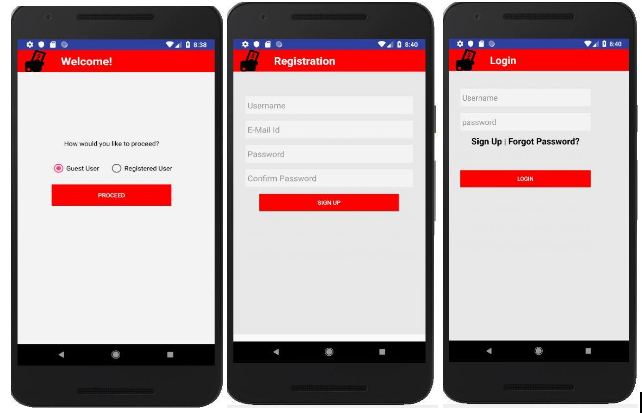 8:38
Welcome!
How would you like to proceed?
Guest User Registered User
PROCEED
8:40
Registration
Username
E-Mail Id
Password
Confirm Password
SIGN UP
8:40
Login
Username
password
Sign Up | Forgot Password?
LOGIN